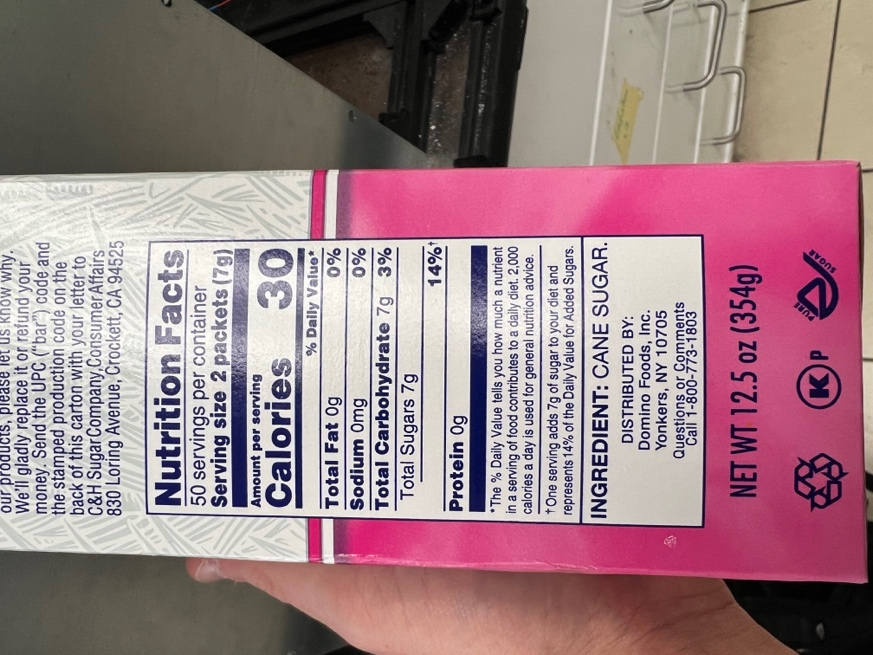 our products, please let us know why.
We'll gladly replace it or refund your
money. Send the UPC ("bar") code and
the stamped production code on the
back of this carton with your letter to
C&H Sugar Company, Consumer Affairs
830 Loring Avenue, Crockett, CA 94525
Nutrition Facts
50 servings per container
Serving size 2 packets (7g)
Amount per serving
Calories 30
% Daily Value*
Total Fat 0g 0%
Sodium 0mg 0%
Total Carbohydrate 7g 3%
Total Sugars 7g
14%†
Protein 0g
*The % Daily Value tells you how much a nutrient
in a serving of food contributes to a daily diet. 2,000
calories a day is used for general nutrition advice.
† One serving adds 7g of sugar to your diet and
represents 14% of the Daily Value for Added Sugars.
INGREDIENT: CANE SUGAR.
DISTRIBUTED BY:
Domino Foods, Inc.
Yonkers, NY 10705
Questions or Comments
Call 1-800-773-1803
NET WT 12.5 oz (354g)
K P
PURE
SUGAR